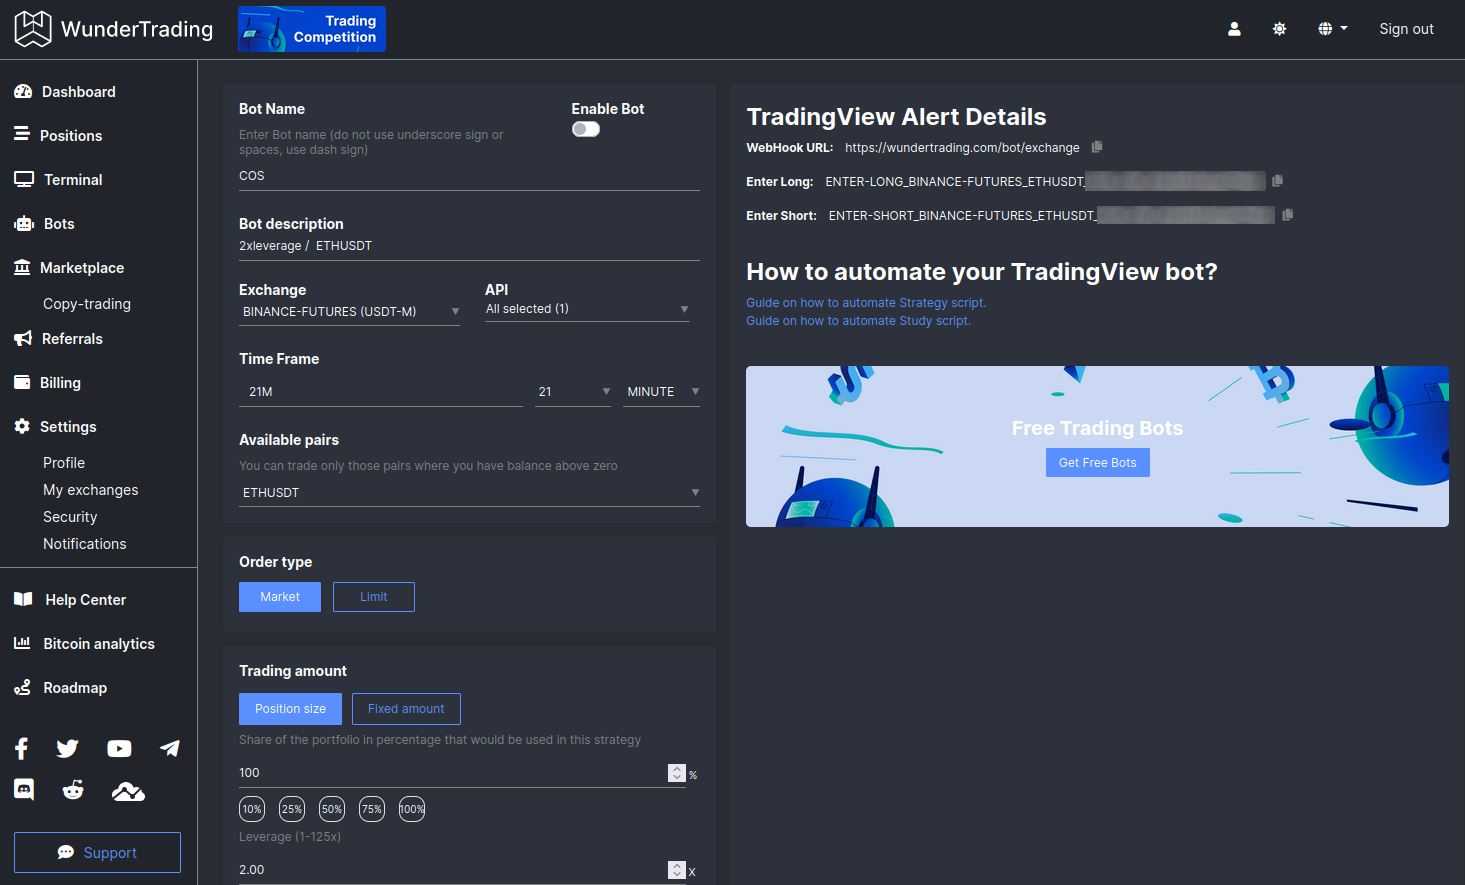 WunderTrading
Trading
Competition
Sign out
Dashboard
Positions
Terminal
Bots
Marketplace
Copy-trading
Referrals
Billing
Settings
Profile
My exchanges
Security
Notifications
Help Center
Bitcoin analytics
Roadmap
Support
Bot Name
Enter Bot name (do not use underscore sign or
spaces, use dash sign)
COS
Enable Bot
Bot description
2xleverage / ETHUSDT
Exchange
BINANCE-FUTURES (USDT-M)
API
All selected (1)
Time Frame
21M 21 MINUTE
Available pairs
You can trade only those pairs where you have balance above zero
ETHUSDT
Order type
Market Limit
Trading amount
Position size Fixed amount
Share of the portfolio in percentage that would be used in this strategy
100 %
10% 25% 50% 75% 100%
Leverage (1-125x)
2.00 X
TradingView Alert Details
WebHook URL: https://wundertrading.com/bot/exchange
Enter Long: ENTER-LONG_BINANCE-FUTURES_ETHUSDT_
Enter Short: ENTER-SHORT_BINANCE-FUTURES_ETHUSDT_
How to automate your TradingView bot?
Guide on how to automate Strategy script.
Guide on how to automate Study script.
Free Trading Bots
Get Free Bots